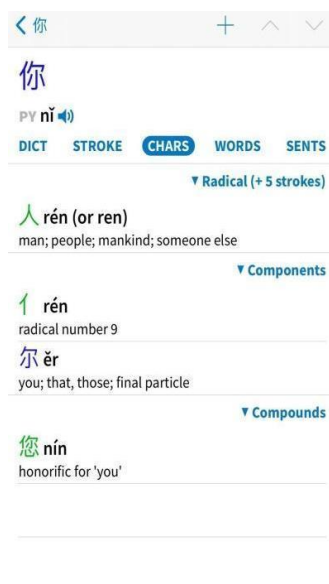 你
你
PY nǐ
DICT STROKE CHARS WORDS SENTS
▼ Radical (+ 5 strokes)
人 rén (or ren)
man; people; mankind; someone else
▼ Components
亻 rén
radical number 9
尔 ěr
you; that, those; final particle
▼ Compounds
您 nín
honorific for 'you'